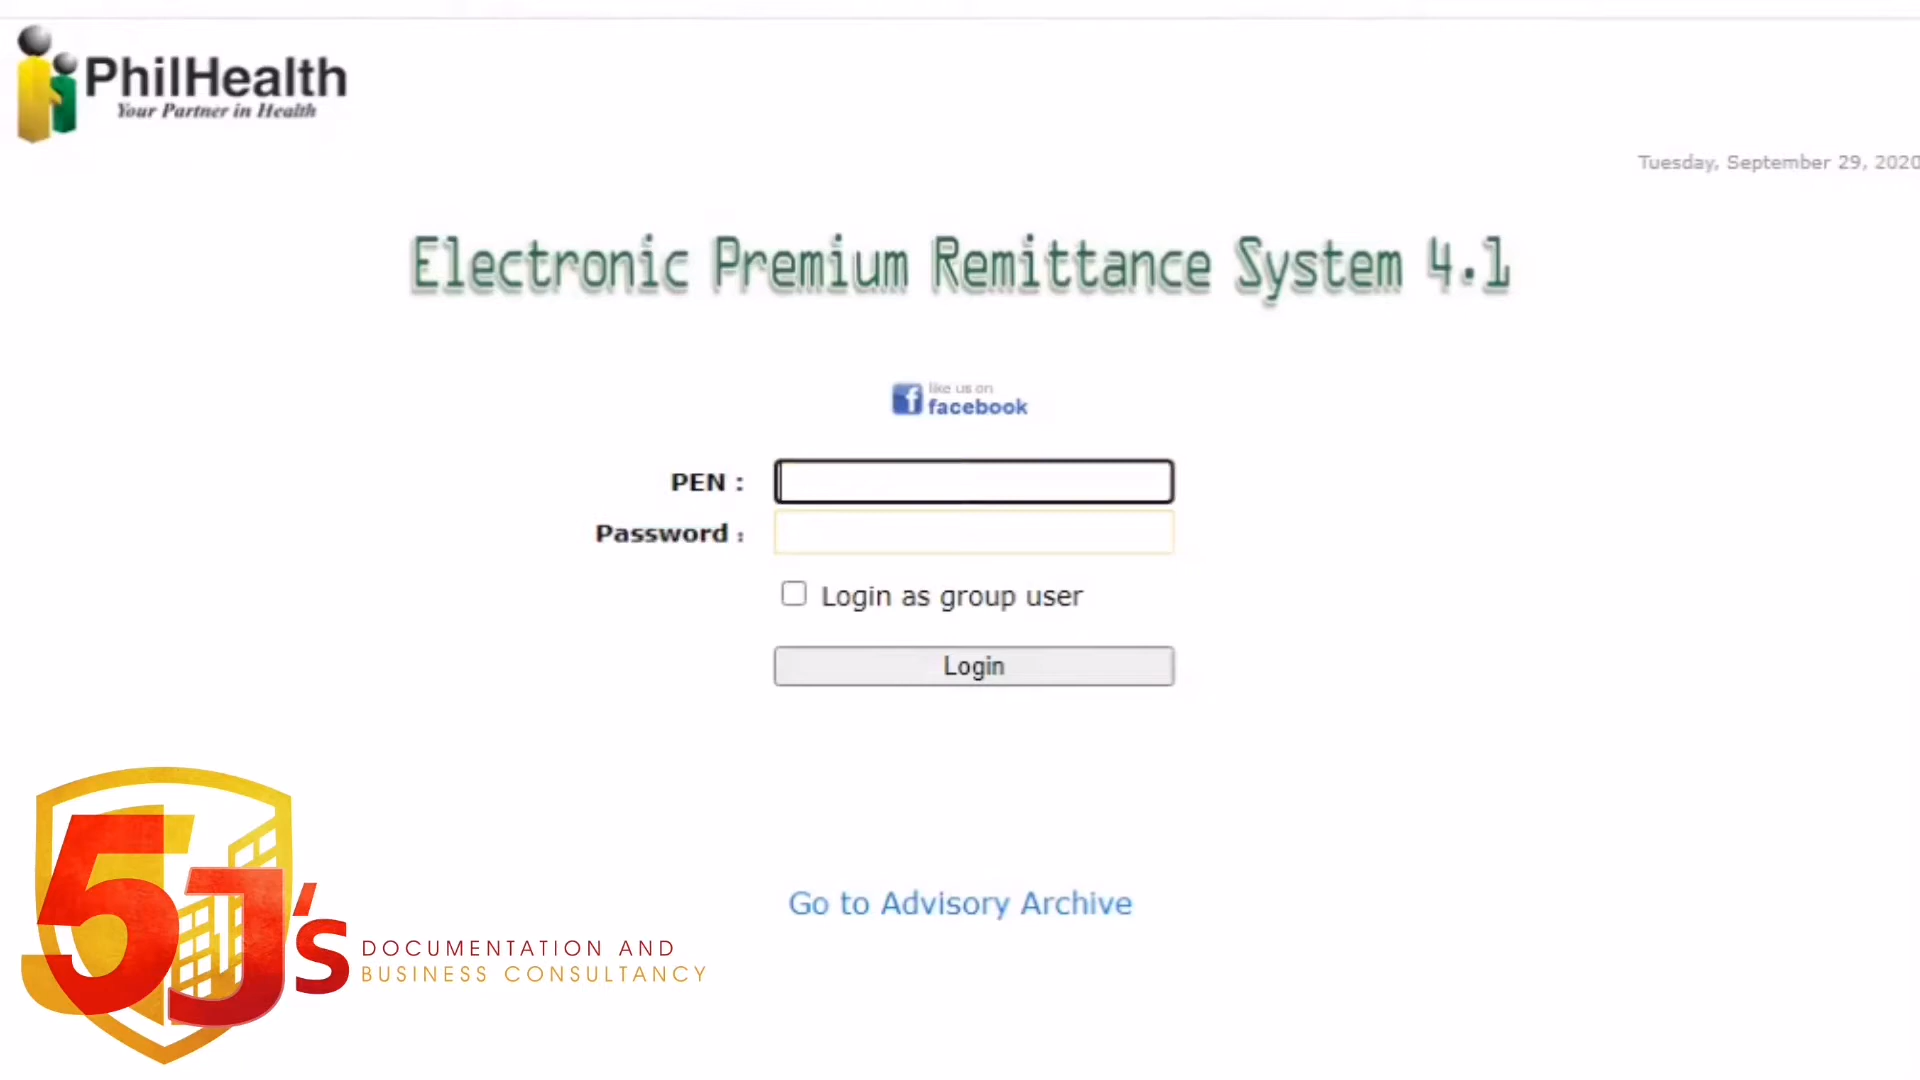 PhilHealth
Your Partner in Health
Tuesday, September 29, 2020
Electronic Premium Remittance System 4.1
like us on
facebook
PEN :
Password :
Login as group user
Login
Go to Advisory Archive
5J's
DOCUMENTATION AND
BUSINESS CONSULTANCY